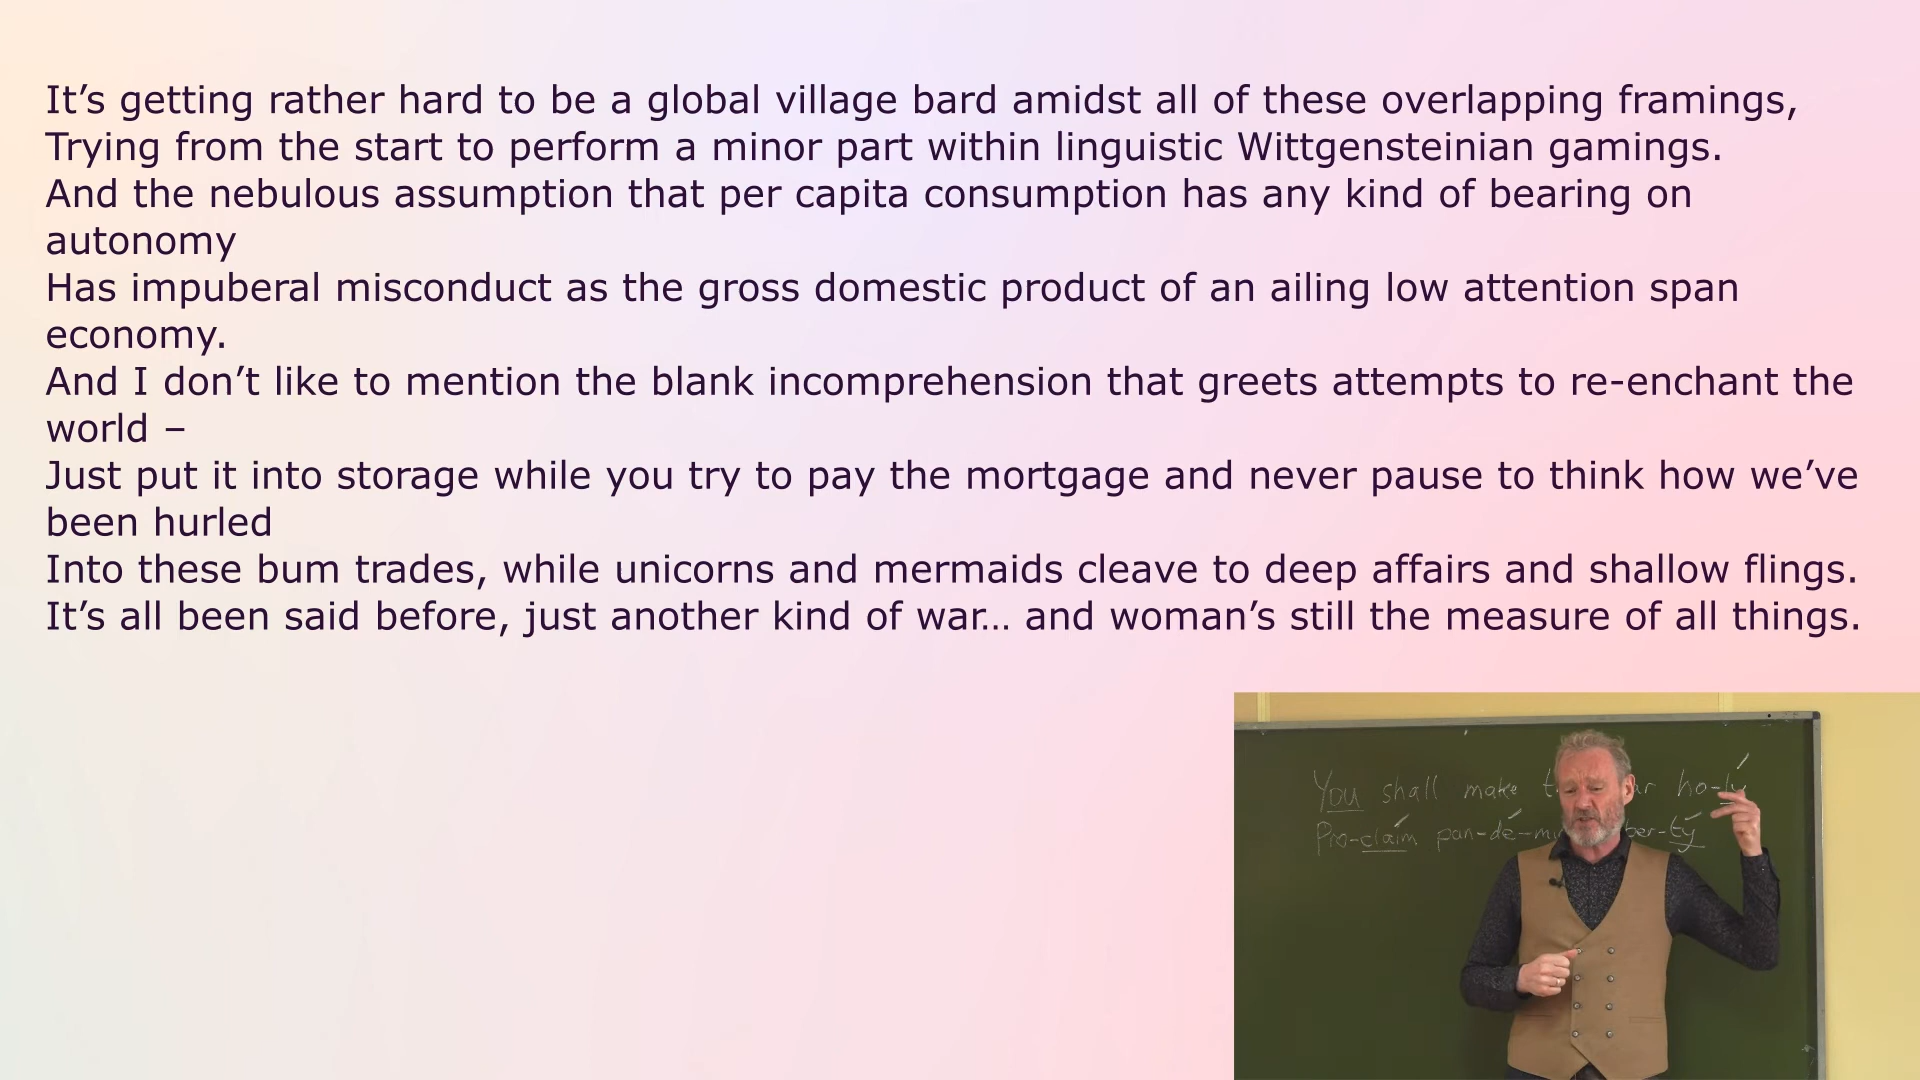 It’s getting rather hard to be a global village bard amidst all of these overlapping framings,
Trying from the start to perform a minor part within linguistic Wittgensteinian gamings.
And the nebulous assumption that per capita consumption has any kind of bearing on
autonomy
Has impuberal misconduct as the gross domestic product of an ailing low attention span
economy.
And I don’t like to mention the blank incomprehension that greets attempts to re-enchant the
world –
Just put it into storage while you try to pay the mortgage and never pause to think how we’ve
been hurled
Into these bum trades, while unicorns and mermaids cleave to deep affairs and shallow flings.
It’s all been said before, just another kind of war… and woman’s still the measure of all things.
You shall make ho-ly
Pro-claim pan-dé-mi ber-ty